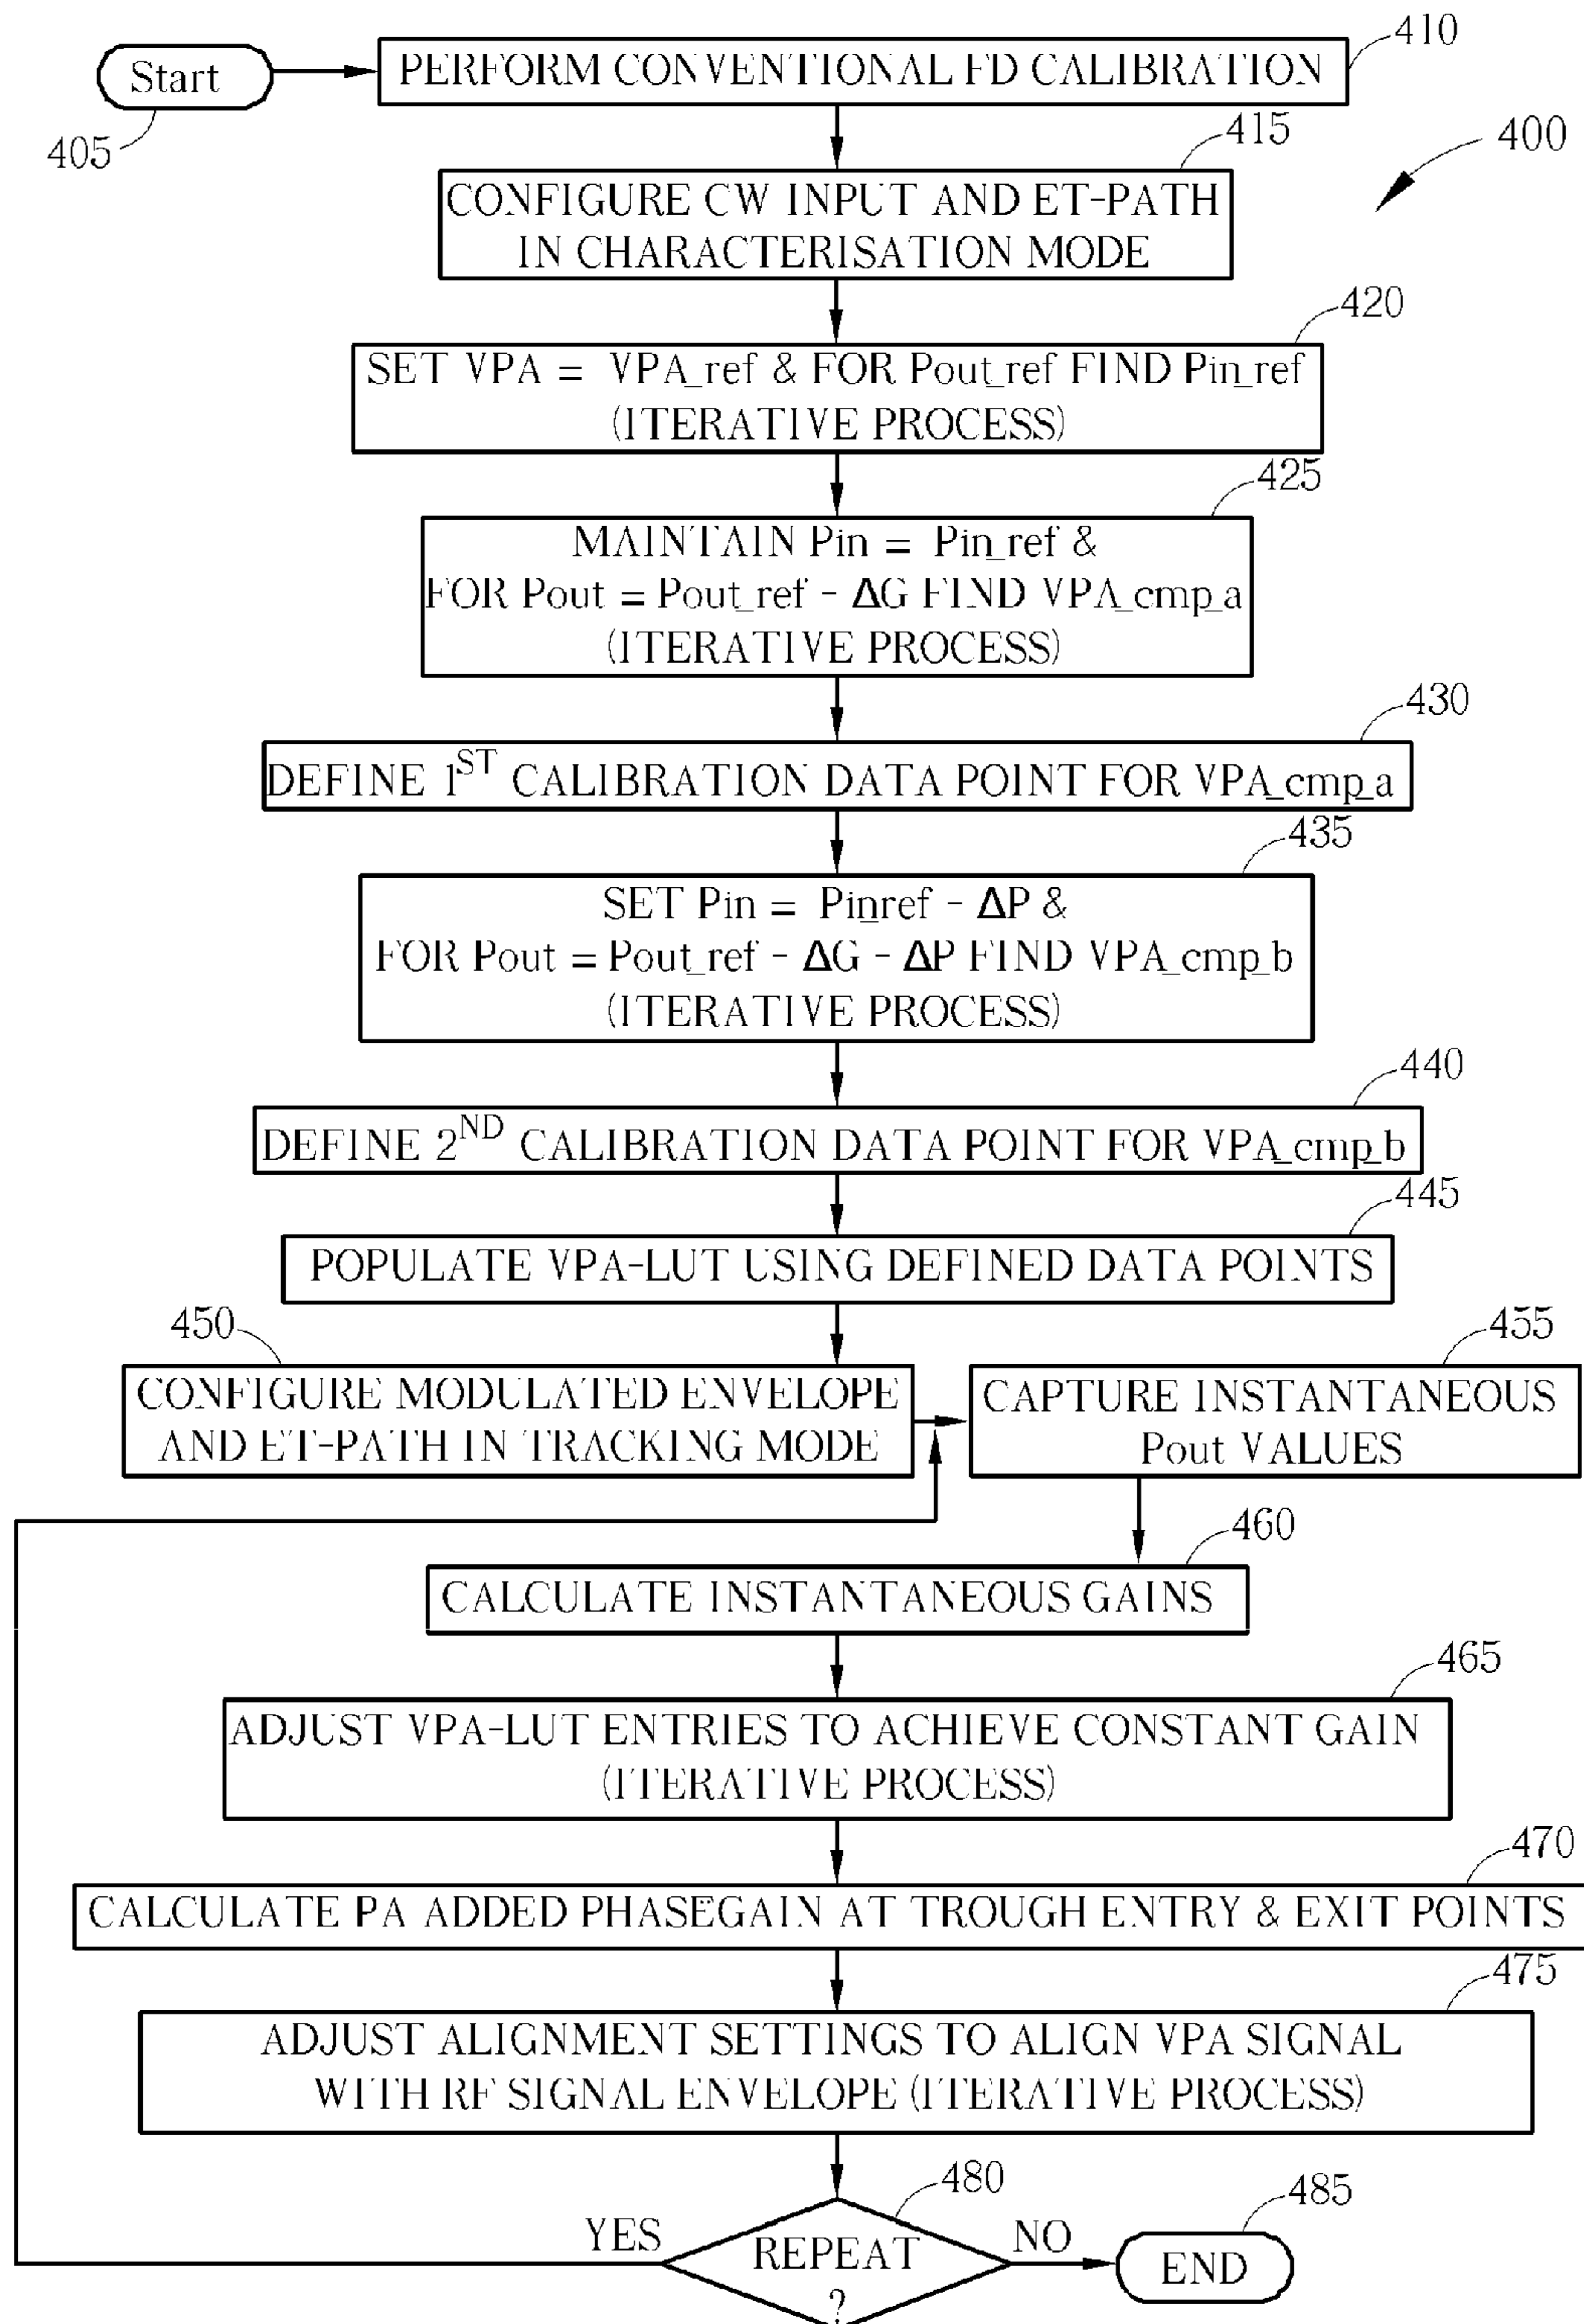 410
Start
PERFORM CONVENTIONAL FD CALIBRATION
405
415
400
CONFIGURE CW INPUT AND ET-PATH
IN CHARACTERISATION MODE
420
SET VPA = VPA_ref & FOR Pout_ref FIND Pin_ref
(ITERATIVE PROCESS)
425
MAINTAIN Pin = Pin_ref &
FOR Pout = Pout_ref - ΔG FIND VPA_cmp_a
(ITERATIVE PROCESS)
430
DEFINE 1ST CALIBRATION DATA POINT FOR VPA_cmp_a
435
SET Pin = Pin_ref - ΔP &
FOR Pout = Pout_ref - ΔG - ΔP FIND VPA_cmp_b
(ITERATIVE PROCESS)
440
DEFINE 2ND CALIBRATION DATA POINT FOR VPA_cmp_b
445
POPULATE VPA-LUT USING DEFINED DATA POINTS
450
455
CONFIGURE MODULATED ENVELOPE
AND ET-PATH IN TRACKING MODE
CAPTURE INSTANTANEOUS
Pout VALUES
460
CALCULATE INSTANTANEOUS GAINS
465
ADJUST VPA-LUT ENTRIES TO ACHIEVE CONSTANT GAIN
(ITERATIVE PROCESS)
470
CALCULATE PA ADDED PHASE GAIN AT TROUGH ENTRY & EXIT POINTS
475
ADJUST ALIGNMENT SETTINGS TO ALIGN VPA SIGNAL
WITH RF SIGNAL ENVELOPE (ITERATIVE PROCESS)
480
485
YES
REPEAT
?
NO
END